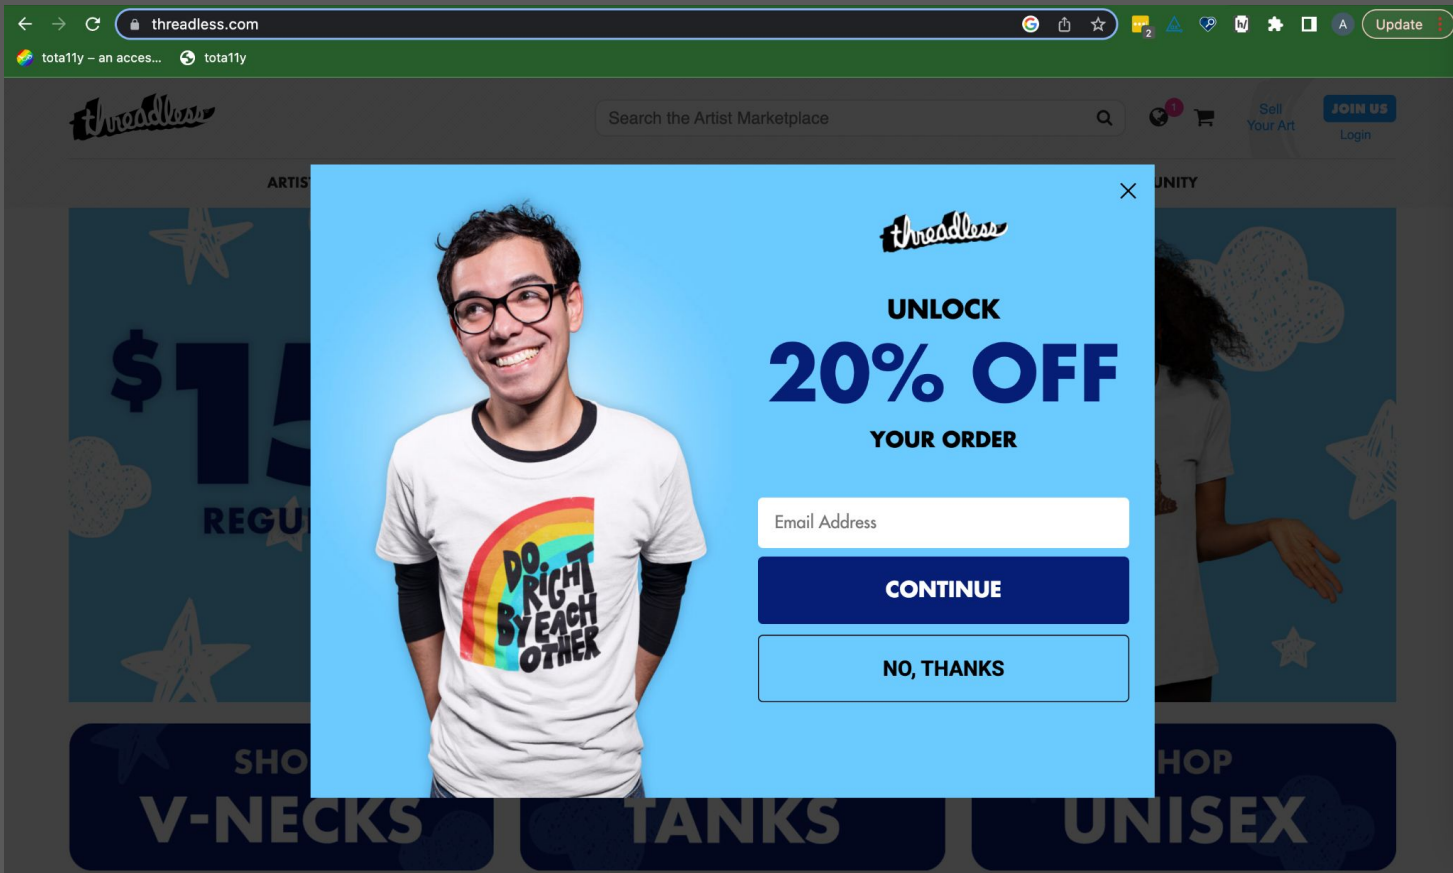 threadless.com
2
A
Update
tota11y – an acces...
tota11y
threadless
Search the Artist Marketplace
1
Sell
Your Art
JOIN US
Login
ARTIS
UNITY
$15
REGU
threadless
UNLOCK
20% OFF
YOUR ORDER
Email Address
CONTINUE
NO, THANKS
DO
RIGHT
BY EACH
OTHER
SHO
V-NECKS
TANKS
HOP
UNISEX